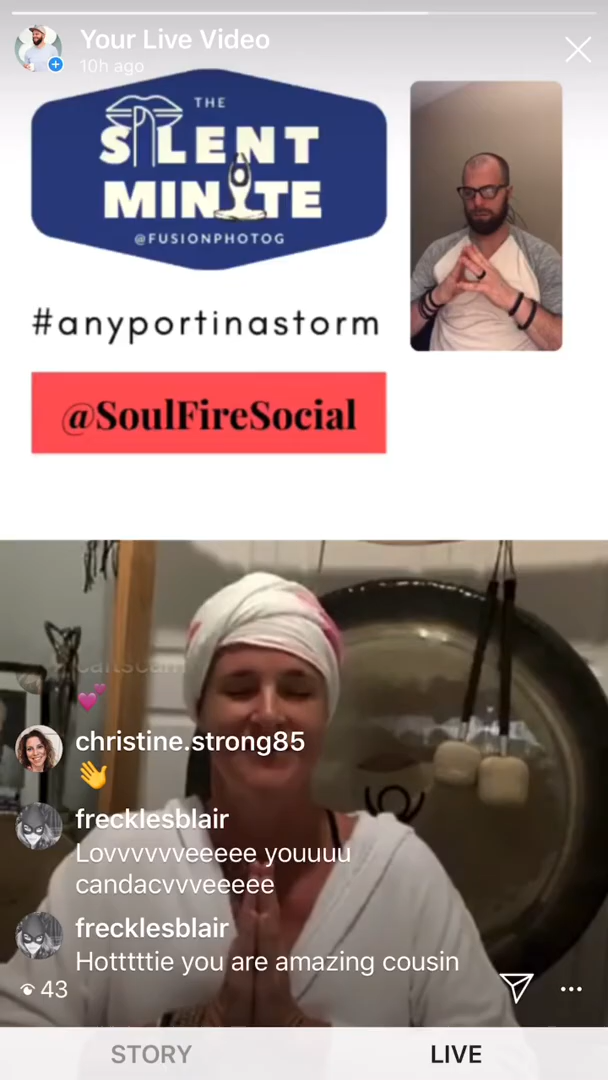 Your Live Video
10h ago
THE
SILENT
MINUTE
@FUSIONPHOTOG
#anyportinastorm
@SoulFireSocial
christine.strong85
👋
frecklesblair
Lovvvvvveeeee youuuu
candacvvveeeee
frecklesblair
Hotttttie you are amazing cousin
43
STORY
LIVE